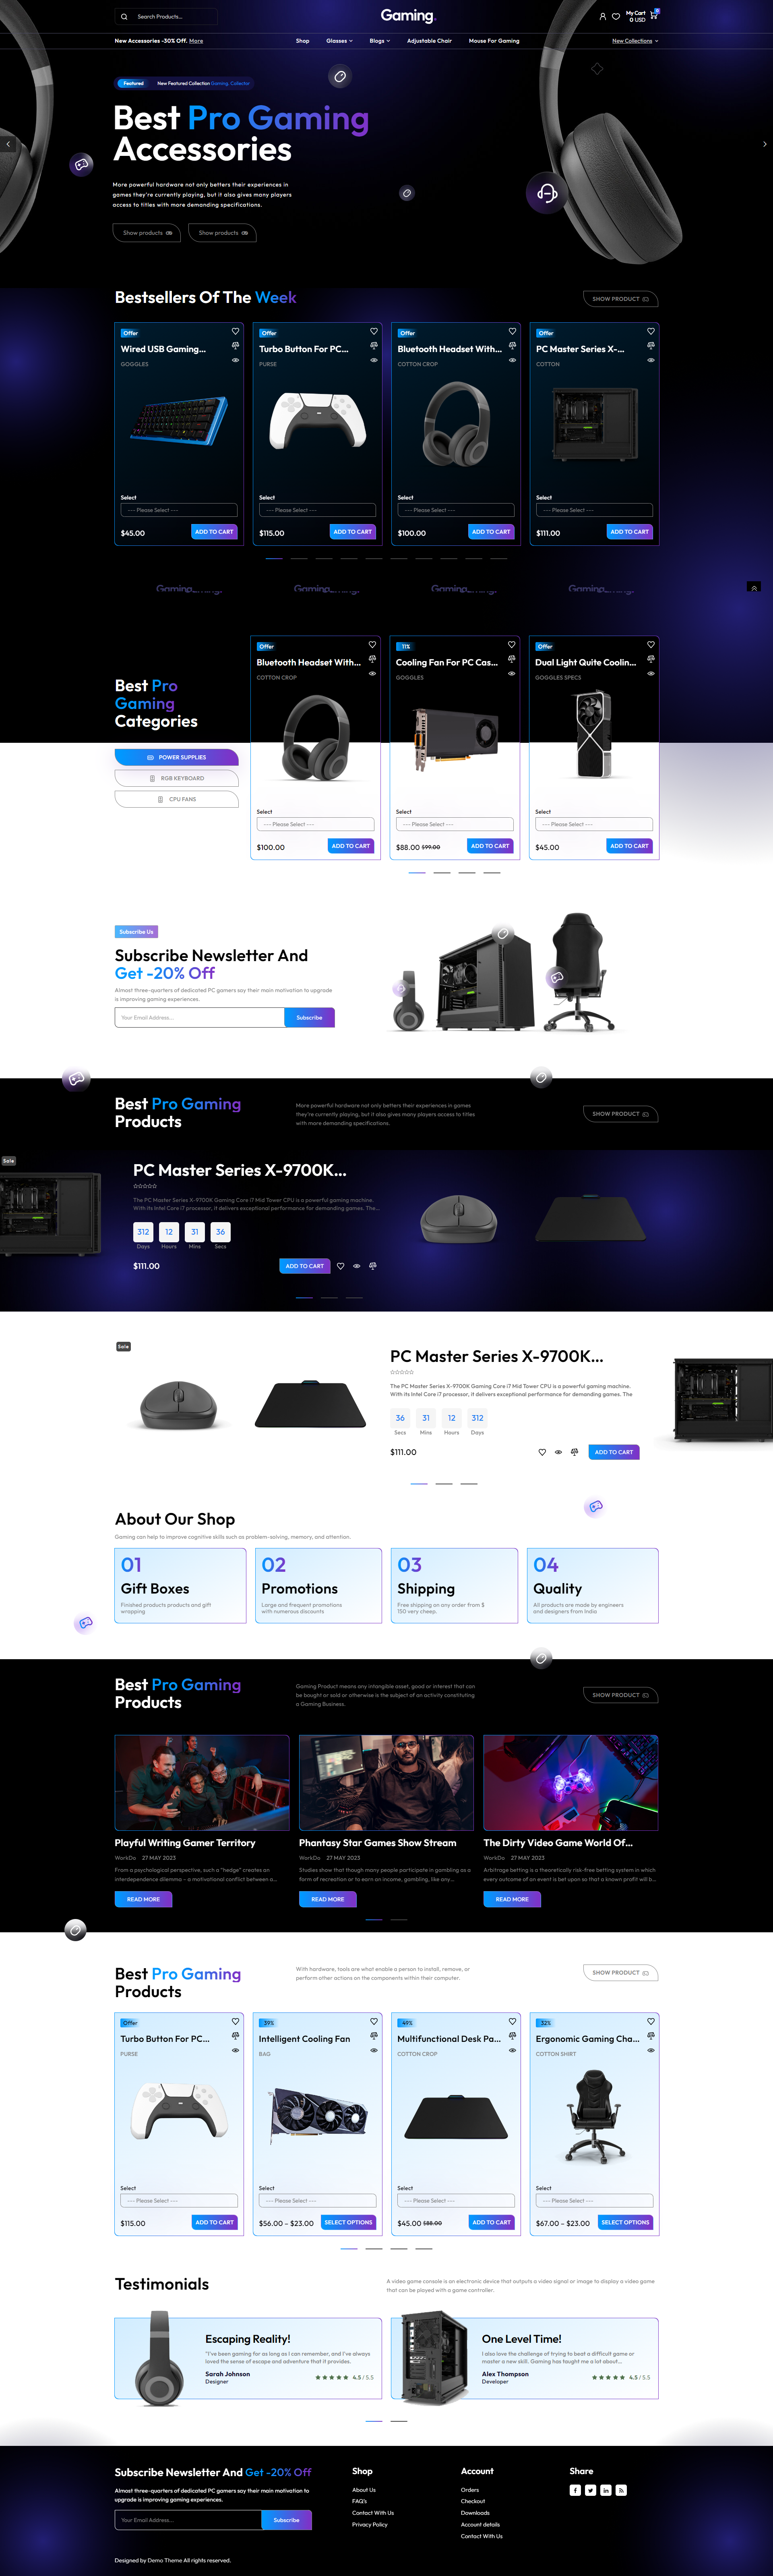 Search Products...
Gaming.
My Cart
0 USD
0
New Accessories -30% Off. More
Shop
Glasses
Blogs
Adjustable Chair
Mouse For Gaming
New Collections
Featured
New Featured Collection Gaming. Collector
Best Pro Gaming
Accessories
More powerful hardware not only betters their experiences in
games they're currently playing, but it also gives many players
access to titles with more demanding specifications.
Show products
Show products
Bestsellers Of The Week
SHOW PRODUCT
Offer
Wired USB Gaming...
GOGGLES
Select
--- Please Select ---
$45.00
ADD TO CART
Offer
Turbo Button For PC...
PURSE
Select
--- Please Select ---
$115.00
ADD TO CART
Offer
Bluetooth Headset With...
COTTON CROP
Select
--- Please Select ---
$100.00
ADD TO CART
Offer
PC Master Series X-...
COTTON
Select
--- Please Select ---
$111.00
ADD TO CART
Best Pro
Gaming
Categories
POWER SUPPLIES
RGB KEYBOARD
CPU FANS
Offer
Bluetooth Headset With...
COTTON CROP
Select
--- Please Select ---
$100.00
ADD TO CART
11%
Cooling Fan For PC Cas...
GOGGLES
Select
--- Please Select ---
$88.00 $99.00
ADD TO CART
Offer
Dual Light Quite Coolin...
GOGGLES SPECS
Select
--- Please Select ---
$45.00
ADD TO CART
Subscribe Us
Subscribe Newsletter And
Get -20% Off
Almost three-quarters of dedicated PC gamers say their main motivation to upgrade
is improving gaming experiences.
Your Email Address...
Subscribe
Best Pro Gaming
Products
More powerful hardware not only betters their experiences in games
they're currently playing, but it also gives many players access to titles
with more demanding specifications.
SHOW PRODUCT
Sale
PC Master Series X-9700K...
The PC Master Series X-9700K Gaming Core i7 Mid Tower CPU is a powerful gaming machine.
With its Intel Core i7 processor, it delivers exceptional performance for demanding games. The...
312
12
31
36
Days
Hours
Mins
Secs
$111.00
ADD TO CART
Sale
PC Master Series X-9700K...
The PC Master Series X-9700K Gaming Core i7 Mid Tower CPU is a powerful gaming machine.
With its Intel Core i7 processor, it delivers exceptional performance for demanding games. The
36
31
12
312
Secs
Mins
Hours
Days
$111.00
ADD TO CART
About Our Shop
Gaming can help to improve cognitive skills such as problem-solving, memory, and attention.
01
Gift Boxes
Finished products products and gift
wrapping
02
Promotions
Large and frequent promotions
with numerous discounts
03
Shipping
Free shipping on any order from $
150 very cheep.
04
Quality
All products are made by engineers
and designers from India
Best Pro Gaming
Products
Gaming Product means any intangible asset, good or interest that can
be bought or sold or otherwise is the subject of an activity constituting
a Gaming Business.
SHOW PRODUCT
Playful Writing Gamer Territory
WorkDo 27 MAY 2023
From a psychological perspective, such a "hedge" creates an
interdependence dilemma – a motivational conflict between a...
READ MORE
Phantasy Star Games Show Stream
WorkDo 27 MAY 2023
Studies show that though many people participate in gambling as a
form of recreation or to earn an income, gambling, like any...
READ MORE
The Dirty Video Game World Of...
WorkDo 27 MAY 2023
Arbitrage betting is a theoretically risk-free betting system in which
every outcome of an event is bet upon so that a known profit will b...
READ MORE
Best Pro Gaming
Products
With hardware, tools are what enable a person to install, remove, or
perform other actions on the components within their computer.
SHOW PRODUCT
Offer
Turbo Button For PC...
PURSE
Select
--- Please Select ---
$115.00
ADD TO CART
39%
Intelligent Cooling Fan
BAG
Select
--- Please Select ---
$56.00 – $23.00
SELECT OPTIONS
49%
Multifunctional Desk Pa...
COTTON CROP
Select
--- Please Select ---
$45.00 $88.00
ADD TO CART
32%
Ergonomic Gaming Cha...
COTTON SHIRT
Select
--- Please Select ---
$67.00 – $23.00
SELECT OPTIONS
Testimonials
A video game console is an electronic device that outputs a video signal or image to display a video game
that can be played with a game controller.
Escaping Reality!
"I've been gaming for as long as I can remember, and I've always
loved the sense of escape and adventure that it provides.
Sarah Johnson
Designer
4.5 / 5.5
One Level Time!
I also love the challenge of trying to beat a difficult game or
master a new skill. Gaming has taught me a lot about...
Alex Thompson
Developer
4.5 / 5.5
Subscribe Newsletter And Get -20% Off
Almost three-quarters of dedicated PC gamers say their main motivation to
upgrade is improving gaming experiences.
Your Email Address...
Subscribe
Shop
About Us
FAQ's
Contact With Us
Privacy Policy
Account
Orders
Checkout
Downloads
Account details
Contact With Us
Share
Designed by Demo Theme All rights reserved.